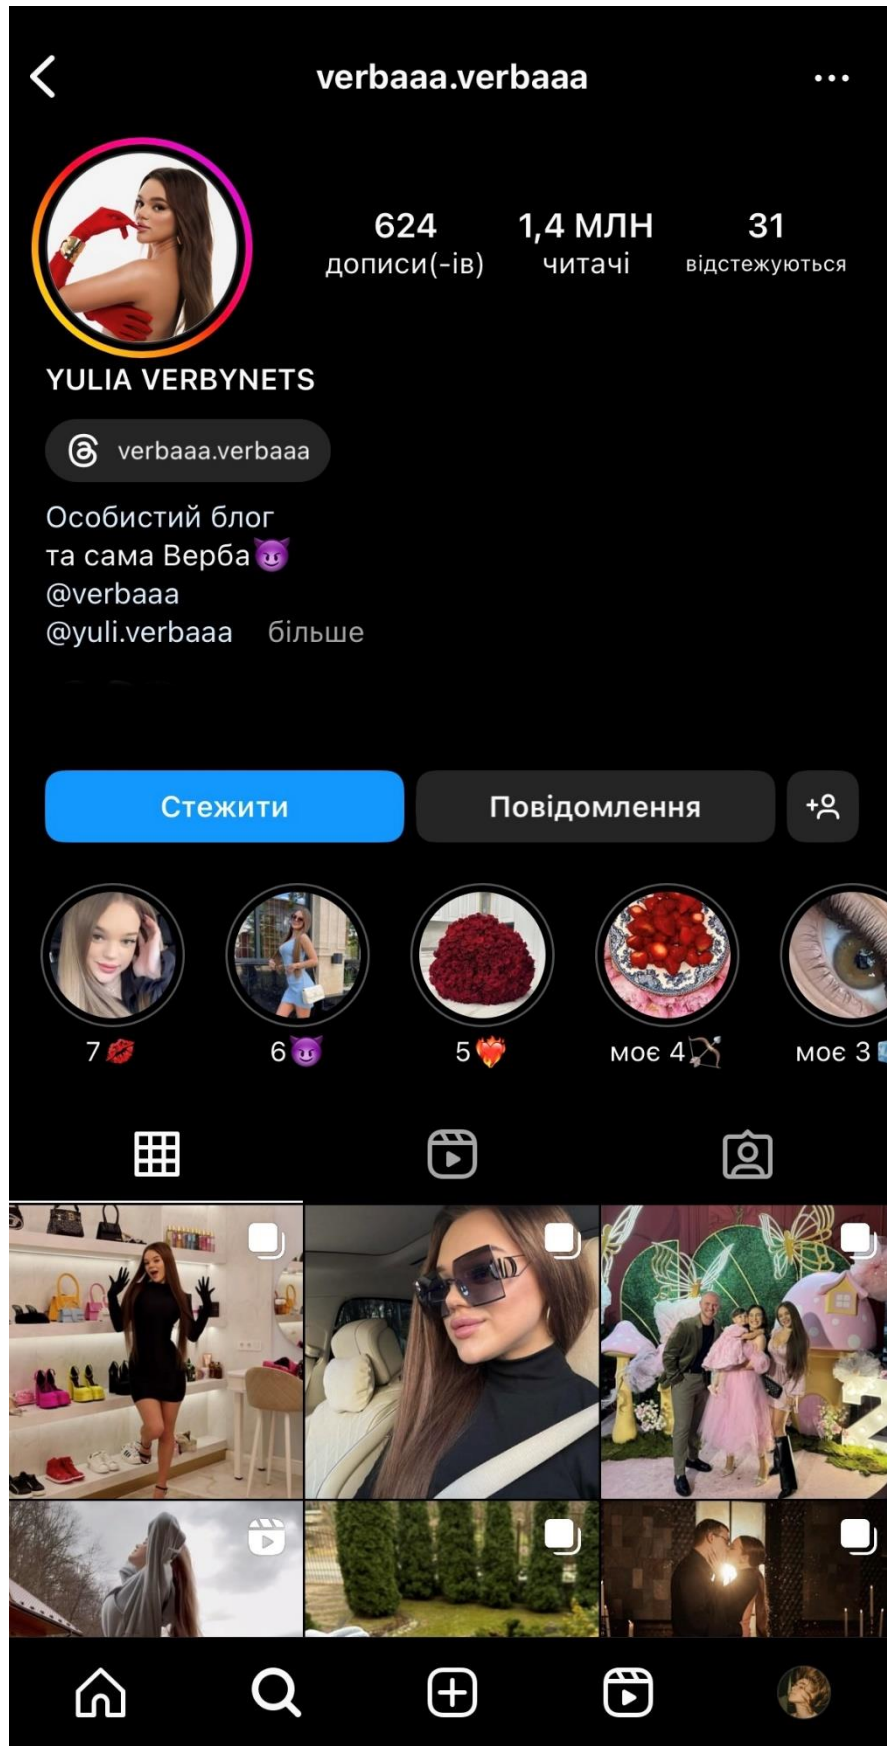 verbaaa.verbaaa
624 1,4 МЛН 31
дописи(-ів) читачі відстежуються
YULIA VERBYNETS
verbaaa.verbaaa
Особистий блог
та сама Верба😈
@verbaaa
@yuli.verbaaa більше
Стежити Повідомлення
7💋 6😈 5❤️‍🔥 моє 4🏹 моє 3